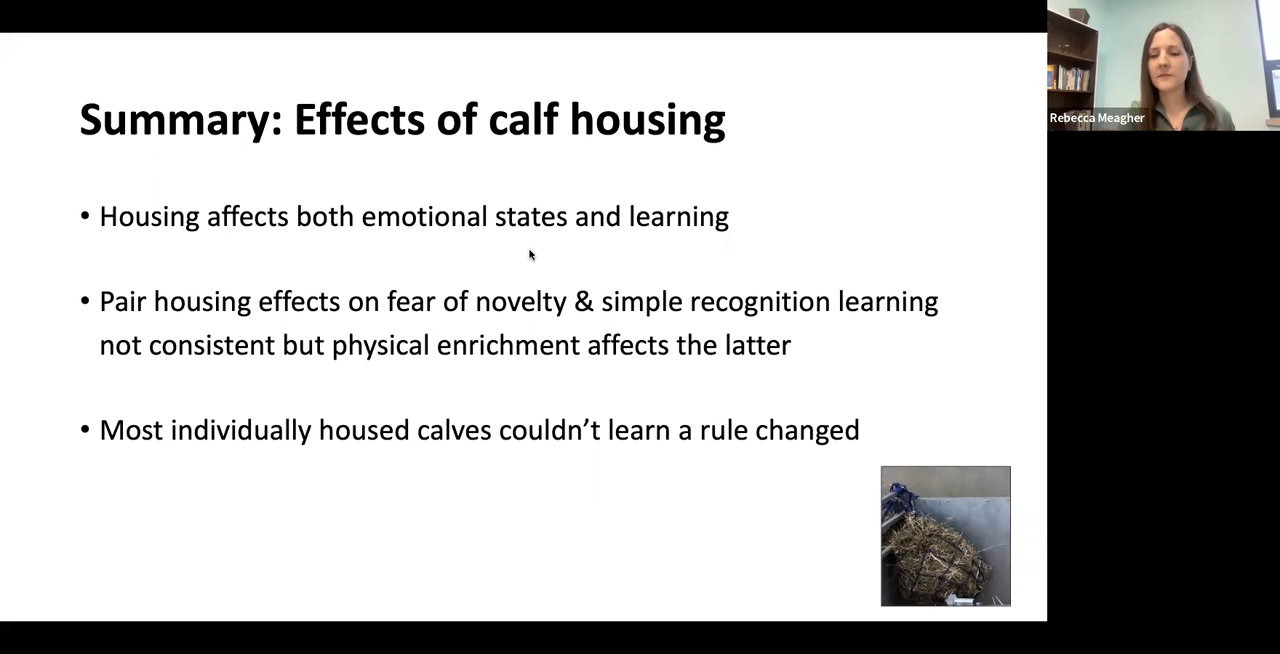 Summary: Effects of calf housing
• Housing affects both emotional states and learning
• Pair housing effects on fear of novelty & simple recognition learning
not consistent but physical enrichment affects the latter
• Most individually housed calves couldn’t learn a rule changed
Rebecca Meagher